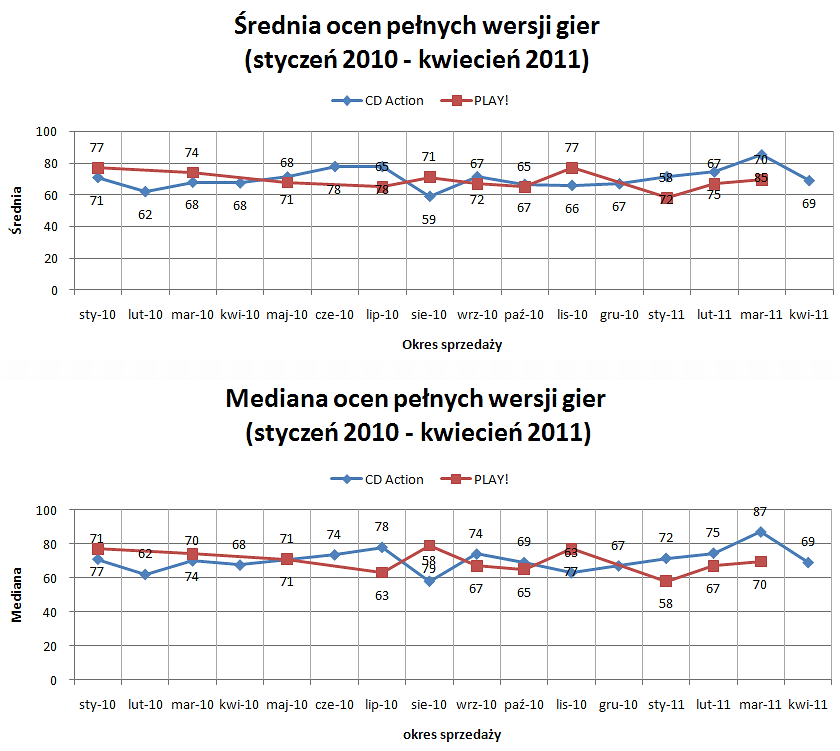 Średnia ocen pełnych wersji gier
(styczeń 2010 - kwiecień 2011)
CD Action PLAY!
100
80
60
40
20
0
Średnia
77 74 68 65 71 67 65 77 58 67 70
71 62 68 68 71 78 78 59 72 67 66 67 72 75 85 69
sty-10 lut-10 mar-10 kwi-10 maj-10 cze-10 lip-10 sie-10 wrz-10 paź-10 lis-10 gru-10 sty-11 lut-11 mar-11 kwi-11
Okres sprzedaży
Mediana ocen pełnych wersji gier
(styczeń 2010 - kwiecień 2011)
CD Action PLAY!
100
80
60
40
20
0
Mediana
71 62 70 68 71 74 78 58 74 69 63 67 72 75 87 69
77 74 71 63 79 67 65 77 58 67 70
sty-10 lut-10 mar-10 kwi-10 maj-10 cze-10 lip-10 sie-10 wrz-10 paź-10 lis-10 gru-10 sty-11 lut-11 mar-11 kwi-11
okres sprzedaży